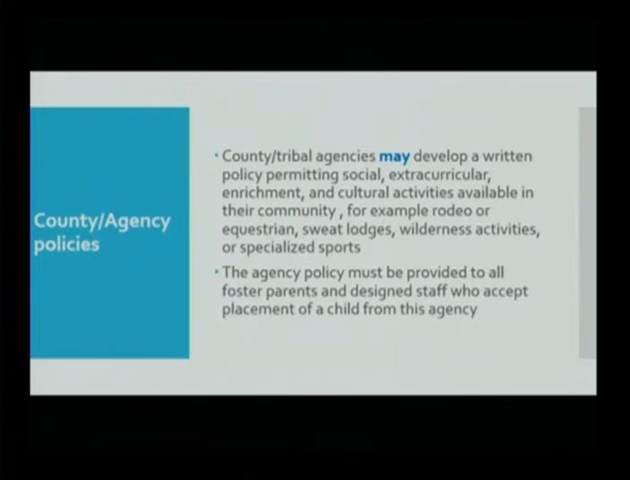 County/Agency
policies
• County/tribal agencies may develop a written
policy permitting social, extracurricular,
enrichment, and cultural activities available in
their community , for example rodeo or
equestrian, sweat lodges, wilderness activities,
or specialized sports
• The agency policy must be provided to all
foster parents and designed staff who accept
placement of a child from this agency